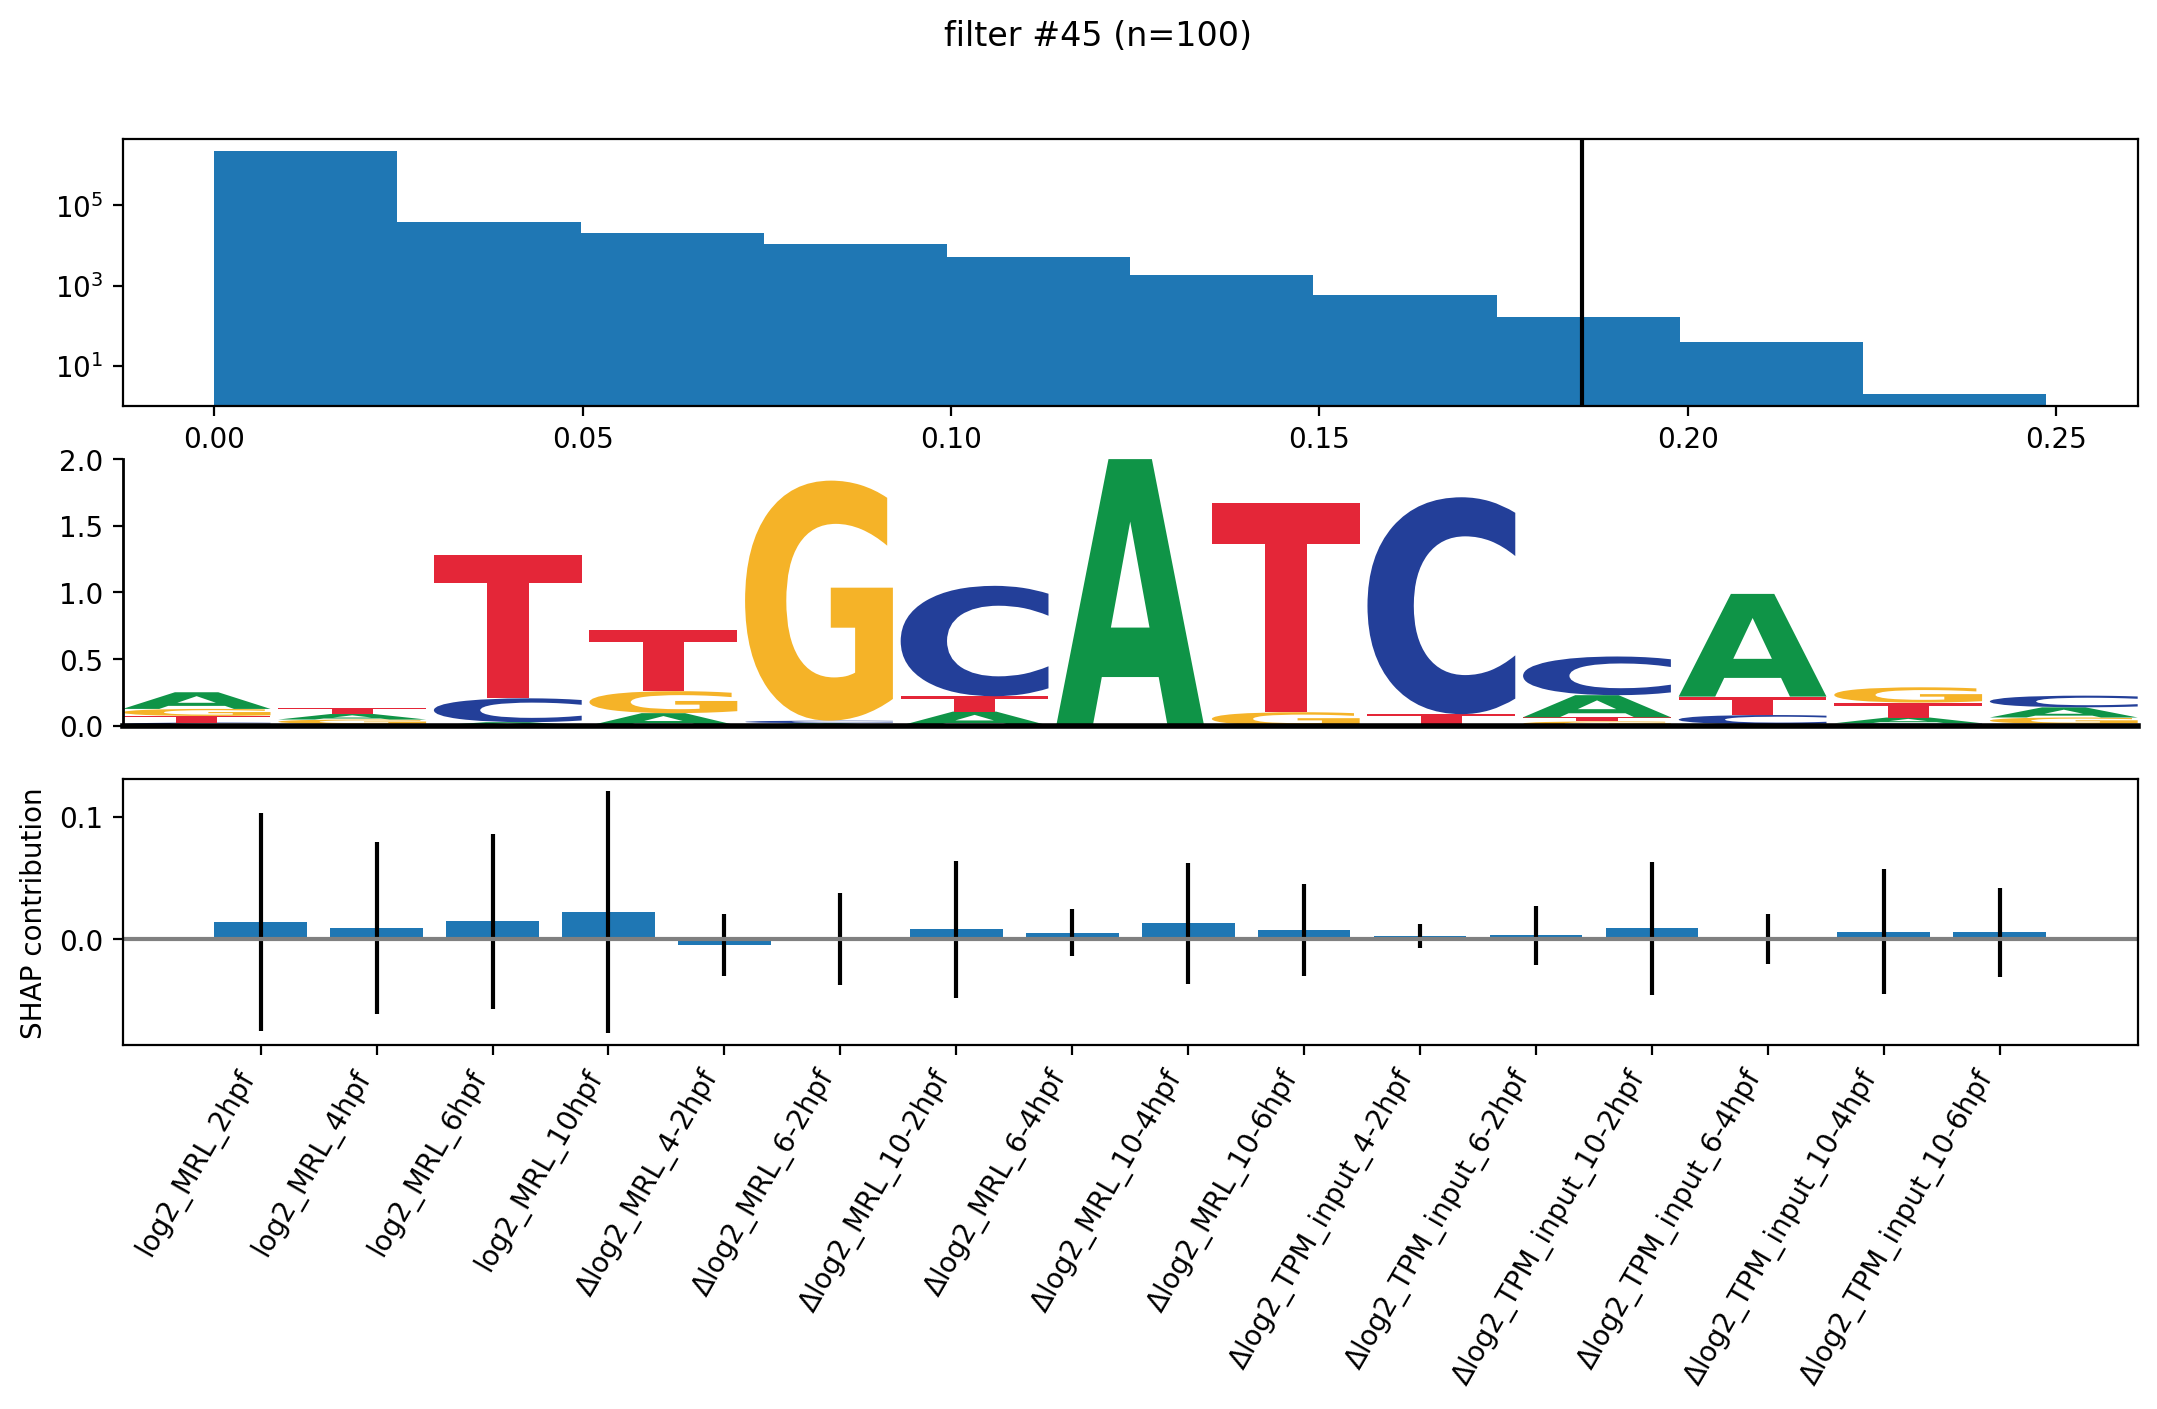 filter #45 (n=100)
10^5
10^3
10^1
0.00 0.05 0.10 0.15 0.20 0.25
2.0
1.5
1.0
0.5
0.0
A G T T A G T C T G A G C C T A A T G C T C A T G A T C G T A C A G
SHAP contribution
0.1
0.0
log2_MRL_2hpf
log2_MRL_4hpf
log2_MRL_6hpf
log2_MRL_10hpf
Δlog2_MRL_4-2hpf
Δlog2_MRL_6-2hpf
Δlog2_MRL_10-2hpf
Δlog2_MRL_6-4hpf
Δlog2_MRL_10-4hpf
Δlog2_MRL_10-6hpf
Δlog2_TPM_input_4-2hpf
Δlog2_TPM_input_6-2hpf
Δlog2_TPM_input_10-2hpf
Δlog2_TPM_input_6-4hpf
Δlog2_TPM_input_10-4hpf
Δlog2_TPM_input_10-6hpf